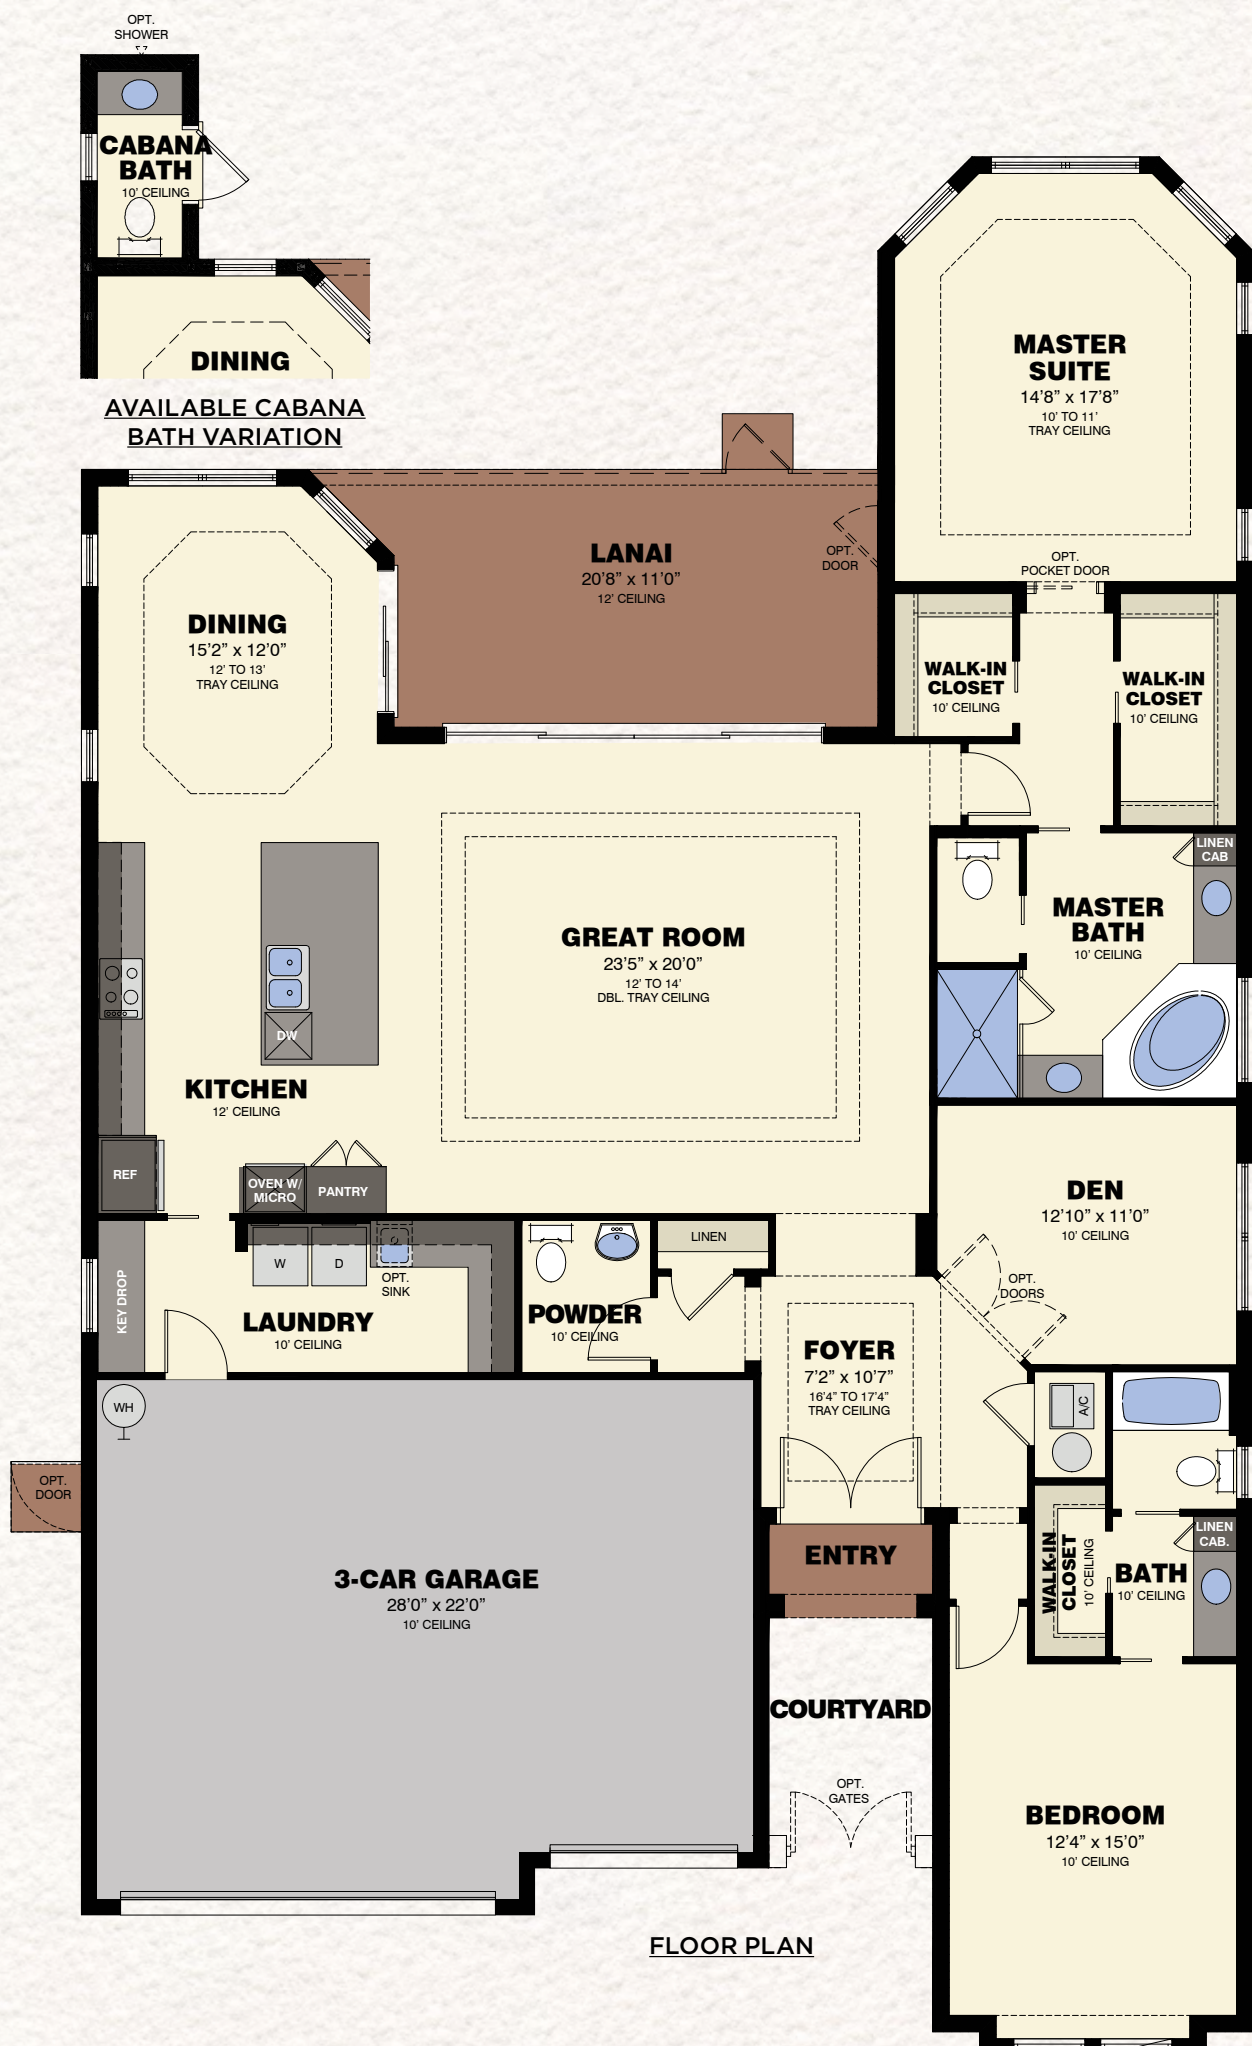 OPT.
SHOWER
CABANA
BATH
10' CEILING
DINING
AVAILABLE CABANA
BATH VARIATION
MASTER
SUITE
14'8" x 17'8"
10' TO 11'
TRAY CEILING
LANAI
20'8" x 11'0"
12' CEILING
OPT.
DOOR
OPT.
POCKET DOOR
DINING
15'2" x 12'0"
12' TO 13'
TRAY CEILING
WALK-IN
CLOSET
10' CEILING
WALK-IN
CLOSET
10' CEILING
LINEN
CAB
MASTER
BATH
10' CEILING
GREAT ROOM
23'5" x 20'0"
12' TO 14'
DBL. TRAY CEILING
DW
KITCHEN
12' CEILING
REF
OVEN W/
MICRO
PANTRY
DEN
12'10" x 11'0"
10' CEILING
OPT.
DOORS
KEY DROP
W
D
OPT.
SINK
LAUNDRY
10' CEILING
LINEN
POWDER
10' CEILING
FOYER
7'2" x 10'7"
16'4" TO 17'4"
TRAY CEILING
A/C
WH
OPT.
DOOR
3-CAR GARAGE
28'0" x 22'0"
10' CEILING
ENTRY
WALK-IN
CLOSET
10' CEILING
LINEN
CAB.
BATH
10' CEILING
COURTYARD
OPT.
GATES
BEDROOM
12'4" x 15'0"
10' CEILING
FLOOR PLAN